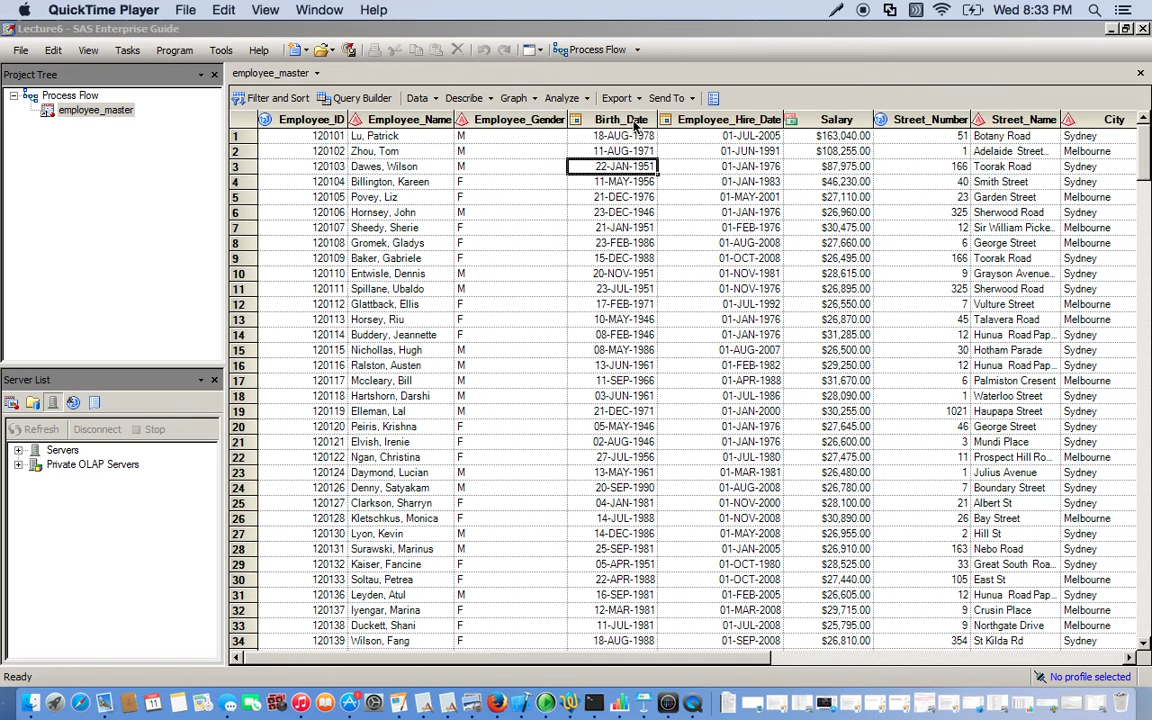 QuickTime Player File Edit View Window Help Wed 8:33 PM
Lecture6 - SAS Enterprise Guide
File Edit View Tasks Program Tools Help Process Flow
Project Tree
Process Flow
employee_master
employee_master
Filter and Sort Query Builder Data Describe Graph Analyze Export Send To
Employee_ID Employee_Name Employee_Gender Birth_Date Employee_Hire_Date Salary Street_Number Street_Name City
1 120101 Lu, Patrick M 18-AUG-1978 01-JUL-2005 $163,040.00 51 Botany Road Sydney
2 120102 Zhou, Tom M 11-AUG-1971 01-JUN-1991 $108,255.00 1 Adelaide Street... Melbourne
3 120103 Dawes, Wilson M 22-JAN-1951 01-JAN-1976 $87,975.00 166 Toorak Road Sydney
4 120104 Billington, Kareen F 11-MAY-1956 01-JAN-1983 $46,230.00 40 Smith Street Sydney
5 120105 Povey, Liz F 21-DEC-1976 01-MAY-2001 $27,110.00 23 Garden Street Melbourne
6 120106 Hornsey, John M 23-DEC-1946 01-JAN-1976 $26,960.00 325 Sherwood Road Sydney
7 120107 Sheedy, Sherie F 21-JAN-1951 01-JAN-1976 $30,475.00 12 Sir William Picke... Sydney
8 120108 Gromek, Gladys F 23-FEB-1986 01-AUG-2008 $27,660.00 6 George Street Melbourne
9 120109 Baker, Gabriele F 15-DEC-1988 01-OCT-2008 $26,495.00 166 Toorak Road Sydney
10 120110 Entwisle, Dennis M 20-NOV-1951 01-NOV-1981 $28,615.00 9 Grayson Avenue... Melbourne
11 120111 Spillane, Ubaldo M 23-JUL-1951 01-JAN-1976 $26,895.00 325 Sherwood Road Sydney
12 120112 Glattback, Ellis F 17-FEB-1971 01-JUL-1992 $26,550.00 7 Vulture Street Melbourne
13 120113 Horsey, Riu F 10-MAY-1946 01-JAN-1976 $26,870.00 45 Talavera Road Sydney
14 120114 Buddery, Jeannette F 08-FEB-1946 01-JAN-1976 $31,285.00 12 Hunua Road Pap... Sydney
15 120115 Nichollas, Hugh M 08-MAY-1986 01-AUG-2007 $26,500.00 30 Hotham Parade Sydney
16 120116 Ralston, Austen M 13-JUN-1961 01-FEB-1982 $29,250.00 12 Hunua Road Pap... Sydney
17 120117 Mccleary, Bill M 11-SEP-1966 01-APR-1988 $31,670.00 6 Palmiston Cresent Melbourne
18 120118 Hartshorn, Darshi M 03-JUN-1961 01-JUL-1986 $28,090.00 1 Waterloo Street Sydney
19 120119 Elleman, Lal M 21-DEC-1971 01-JAN-2000 $30,255.00 1021 Haupapa Street Sydney
20 120120 Peiris, Krishna F 05-MAY-1946 01-JAN-1976 $27,645.00 46 George Street Sydney
21 120121 Elvish, Irenie F 02-AUG-1946 01-JAN-1976 $26,600.00 3 Mundi Place Sydney
22 120122 Ngan, Christina F 27-JUL-1956 01-JUL-1980 $27,475.00 11 Prospect Hill Ro... Sydney
23 120124 Daymond, Lucian M 13-MAY-1961 01-MAR-1981 $26,480.00 1 Julius Avenue Sydney
24 120126 Denny, Satyakam M 20-SEP-1990 01-AUG-2008 $26,780.00 7 Boundary Street Sydney
25 120127 Clarkson, Sharryn F 04-JAN-1981 01-NOV-2000 $28,100.00 21 Albert St Sydney
26 120128 Kletschkus, Monica F 14-JUL-1988 01-NOV-2008 $30,890.00 26 Bay Street Melbourne
27 120130 Lyon, Kevin M 14-DEC-1986 01-MAY-2008 $26,955.00 2 Hill St Sydney
28 120131 Surawski, Marinus M 25-SEP-1981 01-JAN-2005 $26,910.00 163 Nebo Road Sydney
29 120132 Kaiser, Fancine F 05-APR-1951 01-OCT-1980 $28,525.00 33 Great South Roa... Sydney
30 120133 Soltau, Petrea F 22-APR-1988 01-OCT-2008 $27,440.00 105 East St Melbourne
31 120136 Leyden, Atul M 16-SEP-1981 01-FEB-2005 $26,605.00 12 Hunua Road Pap... Sydney
32 120137 Iyengar, Marina F 12-MAR-1981 01-MAR-2008 $29,715.00 9 Crusin Place Melbourne
33 120138 Duckett, Shani F 11-JUL-1981 01-JUL-2008 $25,795.00 9 Northgate Drive Melbourne
34 120139 Wilson, Fang F 18-AUG-1988 01-SEP-2008 $26,810.00 354 St Kilda Rd Sydney
Server List
Refresh Disconnect Stop
Servers
Private OLAP Servers
Ready No profile selected